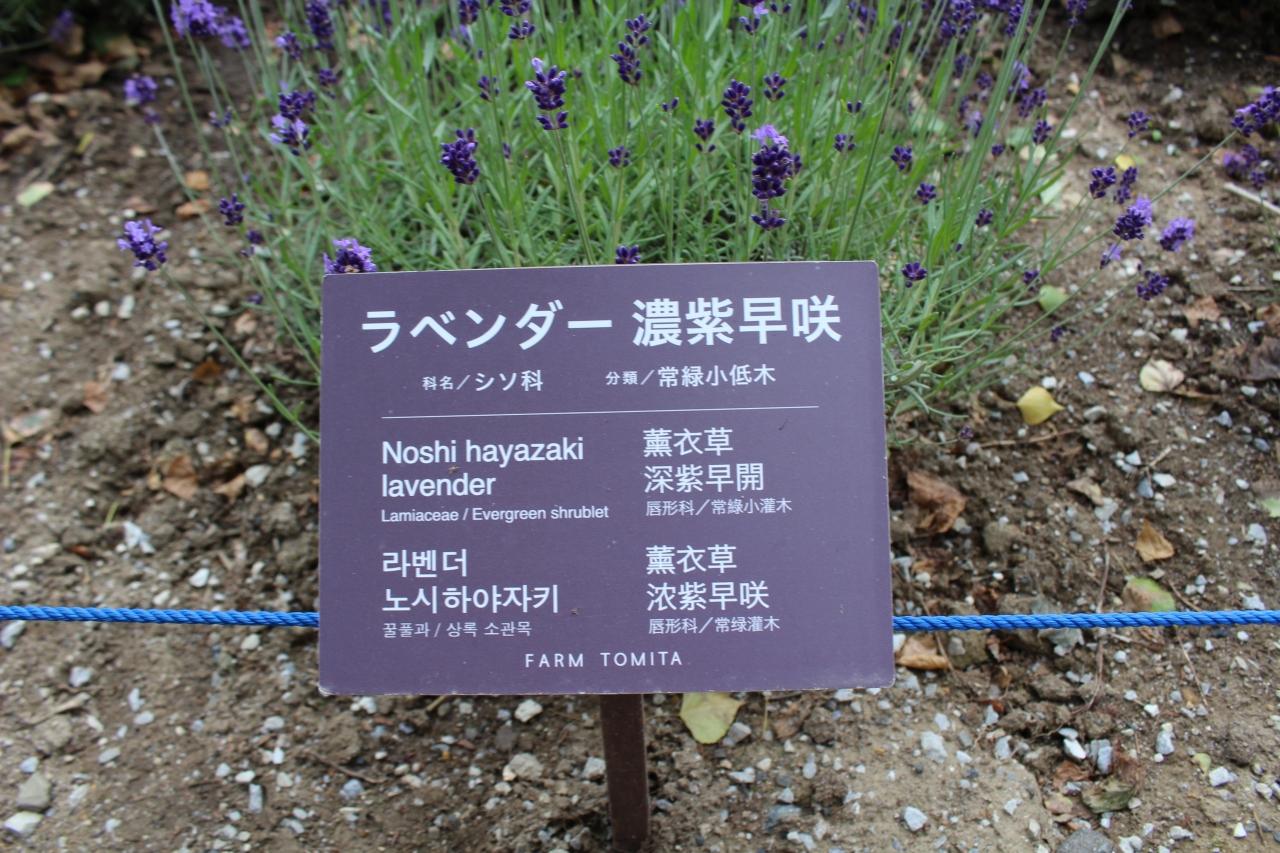 ラベンダー 濃紫早咲
科名／シソ科 分類／常緑小低木
Noshi hayazaki
lavender
Lamiaceae / Evergreen shrublet
薰衣草
深紫早開
唇形科／常綠小灌木
라벤더
노시하야자키
꿀풀과 / 상록 소관목
薰衣草
浓紫早咲
唇形科／常绿灌木
FARM TOMITA